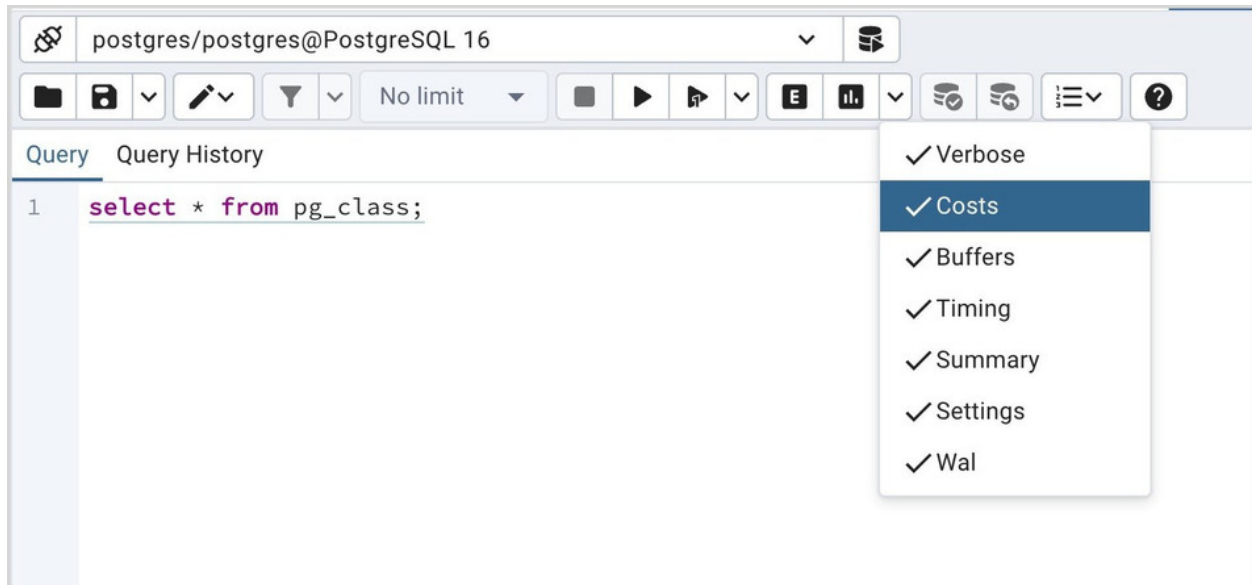 postgres/postgres@PostgreSQL 16
No limit
E
Query Query History
1 select * from pg_class;
Verbose
Costs
Buffers
Timing
Summary
Settings
Wal